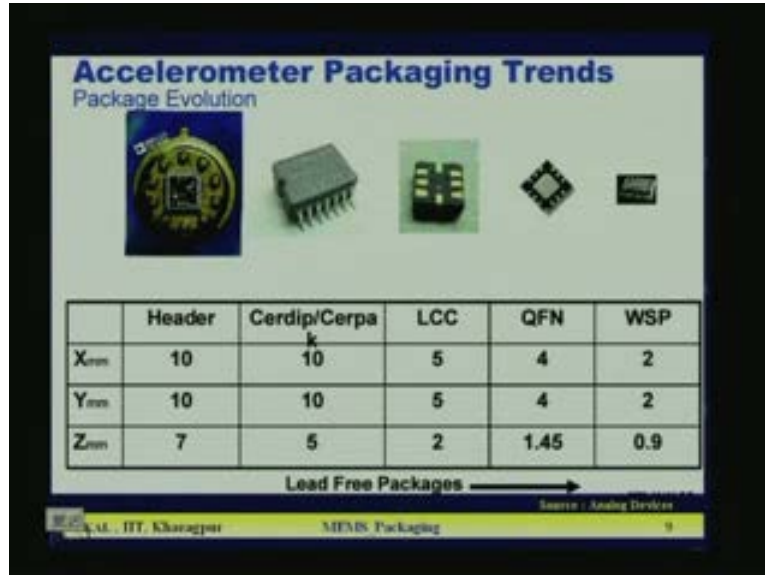 Accelerometer Packaging Trends
Package Evolution
Header Cerdip/Cerpak LCC QFN WSP
Xmm 10 10 5 4 2
Ymm 10 10 5 4 2
Zmm 7 5 2 1.45 0.9
Lead Free Packages
Source : Analog Devices
IIT, Kharagpur MEMS Packaging 9